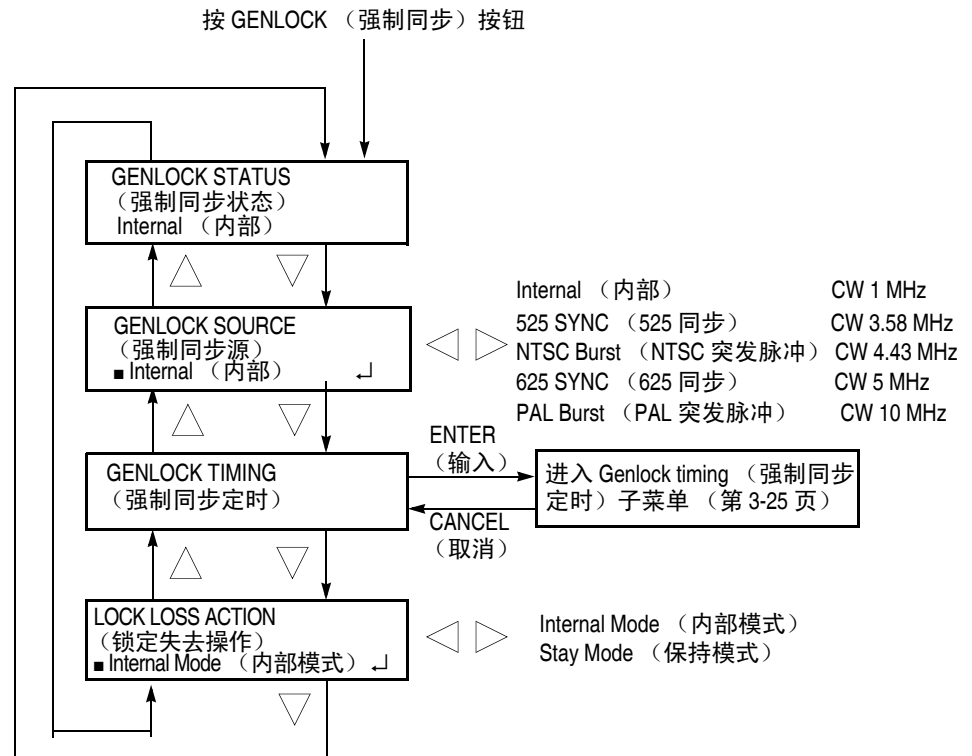 按 GENLOCK （强制同步）按钮
GENLOCK STATUS
（强制同步状态）
Internal （内部）
GENLOCK SOURCE
（强制同步源）
■ Internal （内部） ↵
Internal （内部） CW 1 MHz
525 SYNC （525 同步） CW 3.58 MHz
NTSC Burst （NTSC 突发脉冲） CW 4.43 MHz
625 SYNC （625 同步） CW 5 MHz
PAL Burst （PAL 突发脉冲） CW 10 MHz
GENLOCK TIMING
（强制同步定时）
ENTER
（输入）
CANCEL
（取消）
进入 Genlock timing （强制同步
定时）子菜单 （第 3-25 页）
LOCK LOSS ACTION
（锁定失去操作）
■ Internal Mode （内部模式） ↵
Internal Mode （内部模式）
Stay Mode （保持模式）